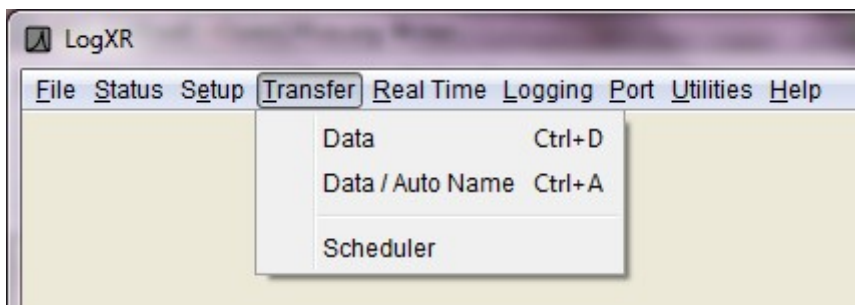 LogXR
File Status Setup Transfer Real Time Logging Port Utilities Help
Data Ctrl+D
Data / Auto Name Ctrl+A
Scheduler